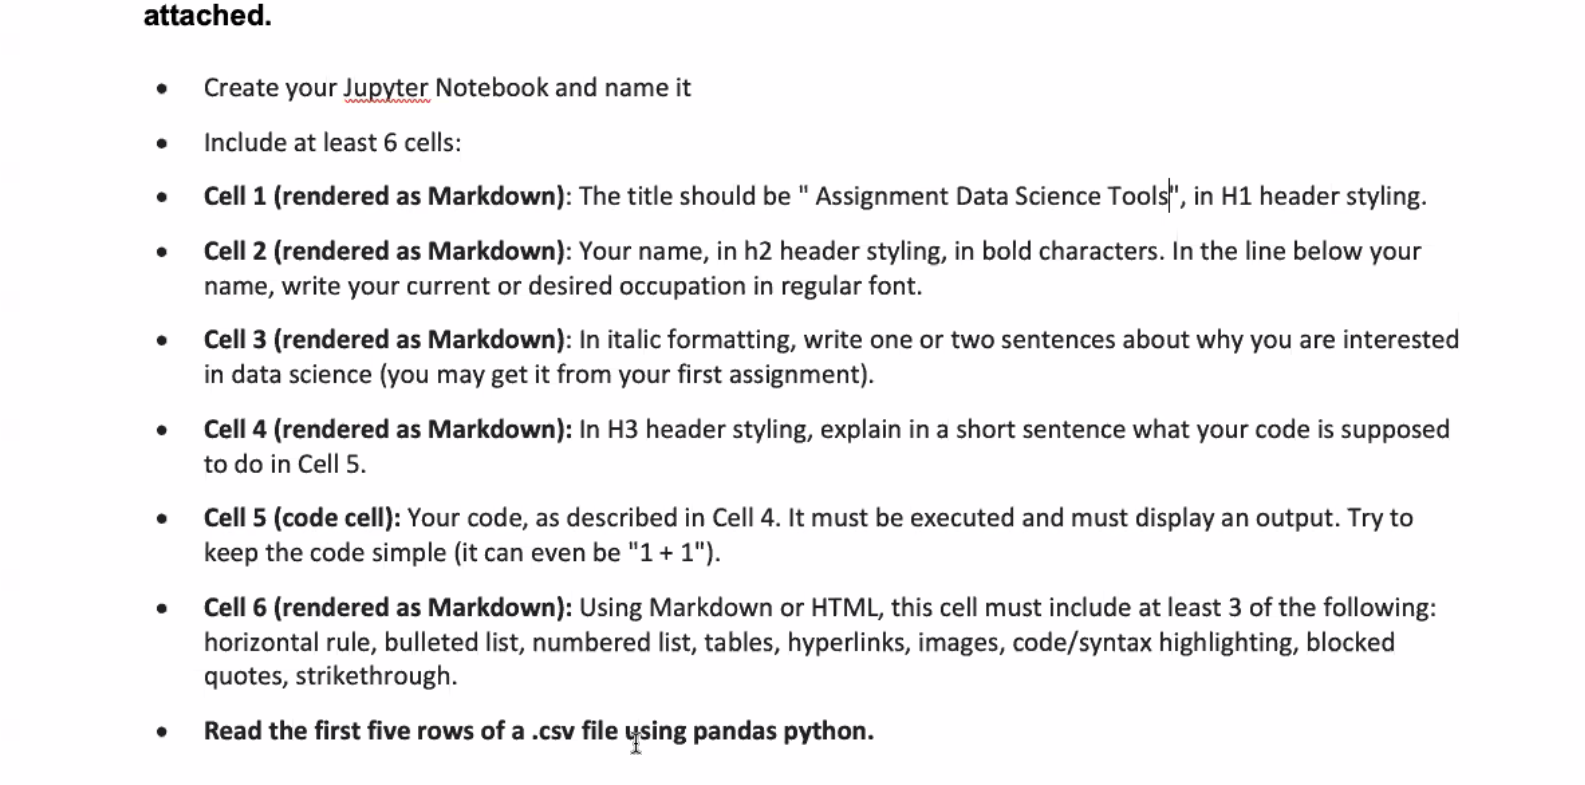 attached.
• Create your Jupyter Notebook and name it
• Include at least 6 cells:
• Cell 1 (rendered as Markdown): The title should be " Assignment Data Science Tools", in H1 header styling.
• Cell 2 (rendered as Markdown): Your name, in h2 header styling, in bold characters. In the line below your
name, write your current or desired occupation in regular font.
• Cell 3 (rendered as Markdown): In italic formatting, write one or two sentences about why you are interested
in data science (you may get it from your first assignment).
• Cell 4 (rendered as Markdown): In H3 header styling, explain in a short sentence what your code is supposed
to do in Cell 5.
• Cell 5 (code cell): Your code, as described in Cell 4. It must be executed and must display an output. Try to
keep the code simple (it can even be "1 + 1").
• Cell 6 (rendered as Markdown): Using Markdown or HTML, this cell must include at least 3 of the following:
horizontal rule, bulleted list, numbered list, tables, hyperlinks, images, code/syntax highlighting, blocked
quotes, strikethrough.
• Read the first five rows of a .csv file using pandas python.